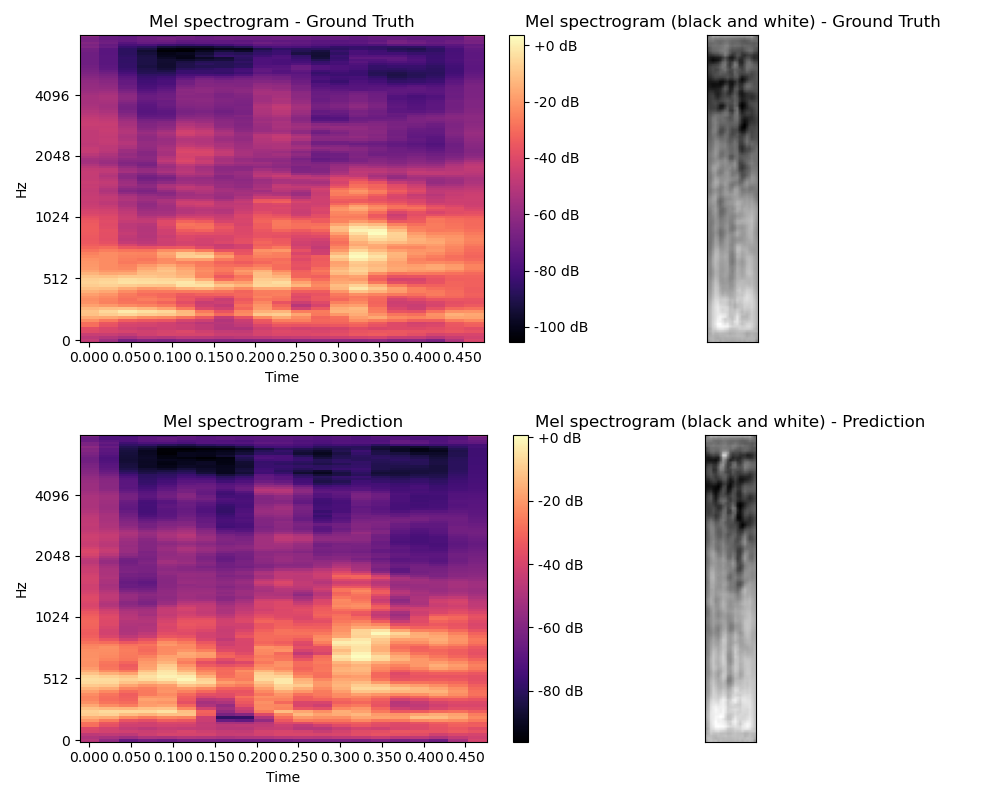 Mel spectrogram - Ground Truth
Mel spectrogram (black and white) - Ground Truth
Hz
4096
2048
1024
512
0
0.000 0.050 0.100 0.150 0.200 0.250 0.300 0.350 0.400 0.450
Time
+0 dB
-20 dB
-40 dB
-60 dB
-80 dB
-100 dB
Mel spectrogram - Prediction
Mel spectrogram (black and white) - Prediction
Hz
4096
2048
1024
512
0
0.000 0.050 0.100 0.150 0.200 0.250 0.300 0.350 0.400 0.450
Time
+0 dB
-20 dB
-40 dB
-60 dB
-80 dB